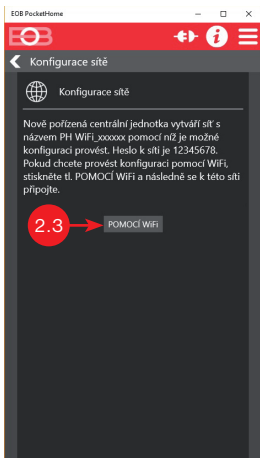 EOB PocketHome
EOB
Konfigurace sítě
Konfigurace sítě
Nově pořízená centrální jednotka vytváří síť s
názvem PH WiFi_xxxxxx pomocí níž je možné
konfiguraci provést. Heslo k síti je 12345678.
Pokud chcete provést konfiguraci pomocí WiFi,
stiskněte tl. POMOCÍ WiFi a následně se k této síti
připojte.
2.3
POMOCÍ WiFi